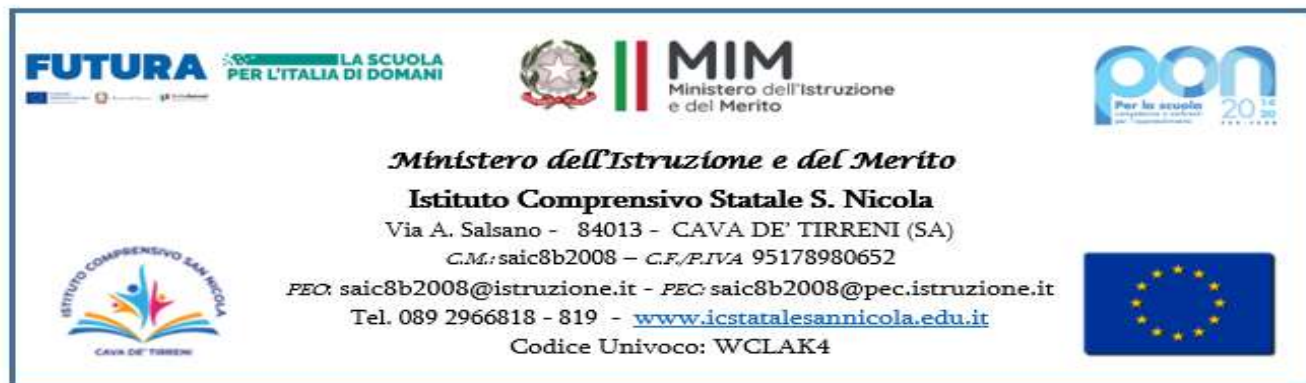 FUTURA
LA SCUOLA
PER L'ITALIA DI DOMANI
MIM
Ministero dell'Istruzione
e del Merito
pon
Per la scuola
2014
2020
Ministero dell'Istruzione e del Merito
Istituto Comprensivo Statale S. Nicola
Via A. Salsano - 84013 - CAVA DE' TIRRENI (SA)
C.M.: saic8b2008 – C.F./P.IVA 95178980652
PEO: saic8b2008@istruzione.it - PEC: saic8b2008@pec.istruzione.it
Tel. 089 2966818 - 819 - www.icstatalesannicola.edu.it
Codice Univoco: WCLAK4
ISTITUTO COMPRENSIVO SAN NICOLA
CAVA DE' TIRRENI